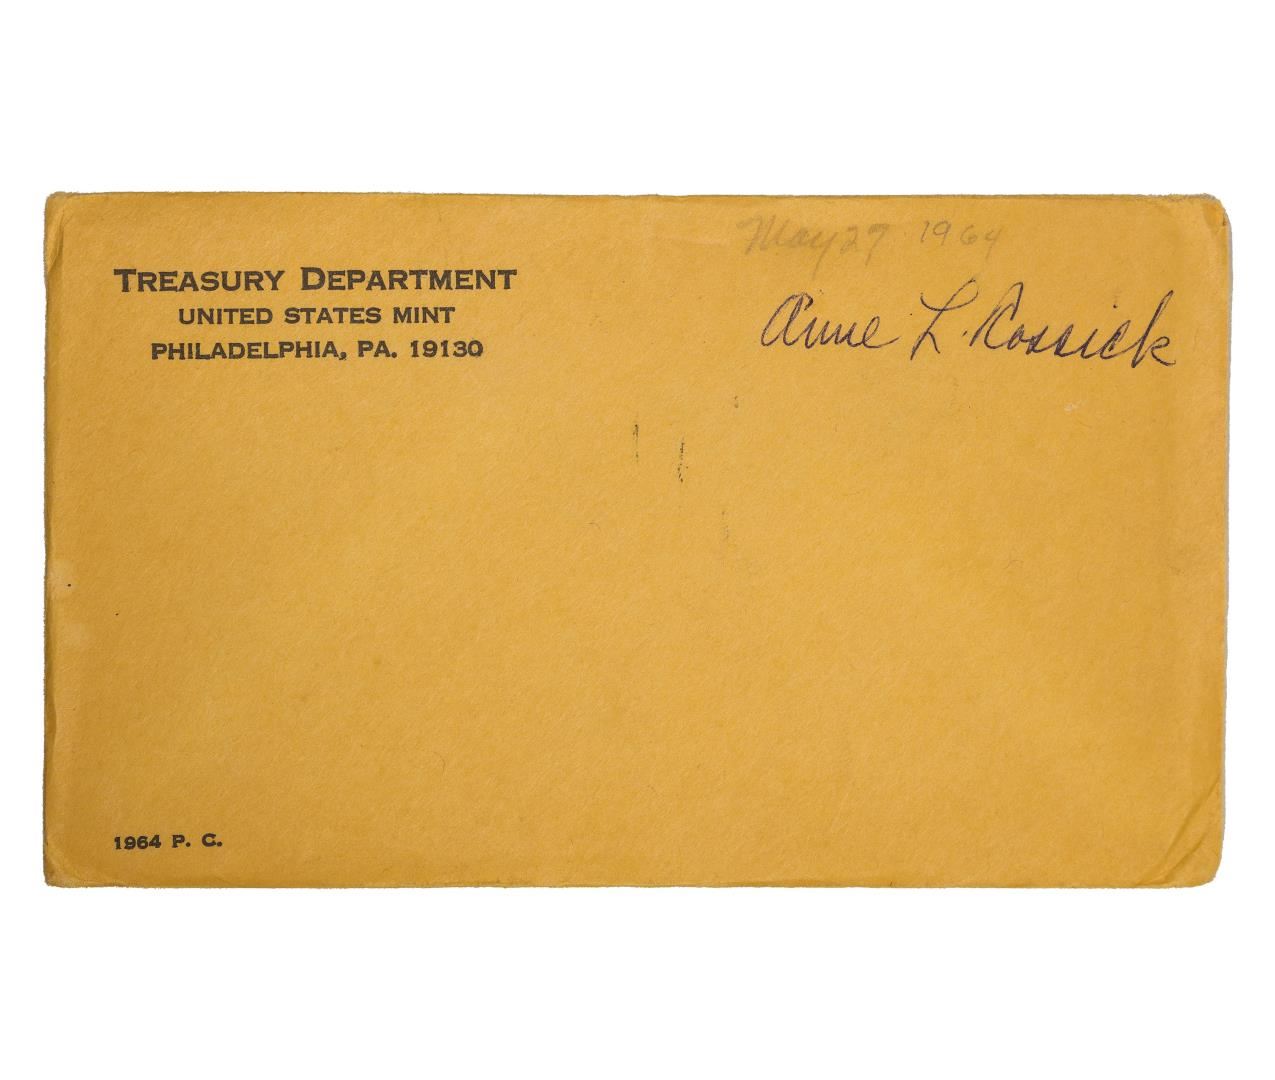 TREASURY DEPARTMENT
UNITED STATES MINT
PHILADELPHIA, PA. 19130
May 27 1964
Anne L. Rossick
1964 P. C.